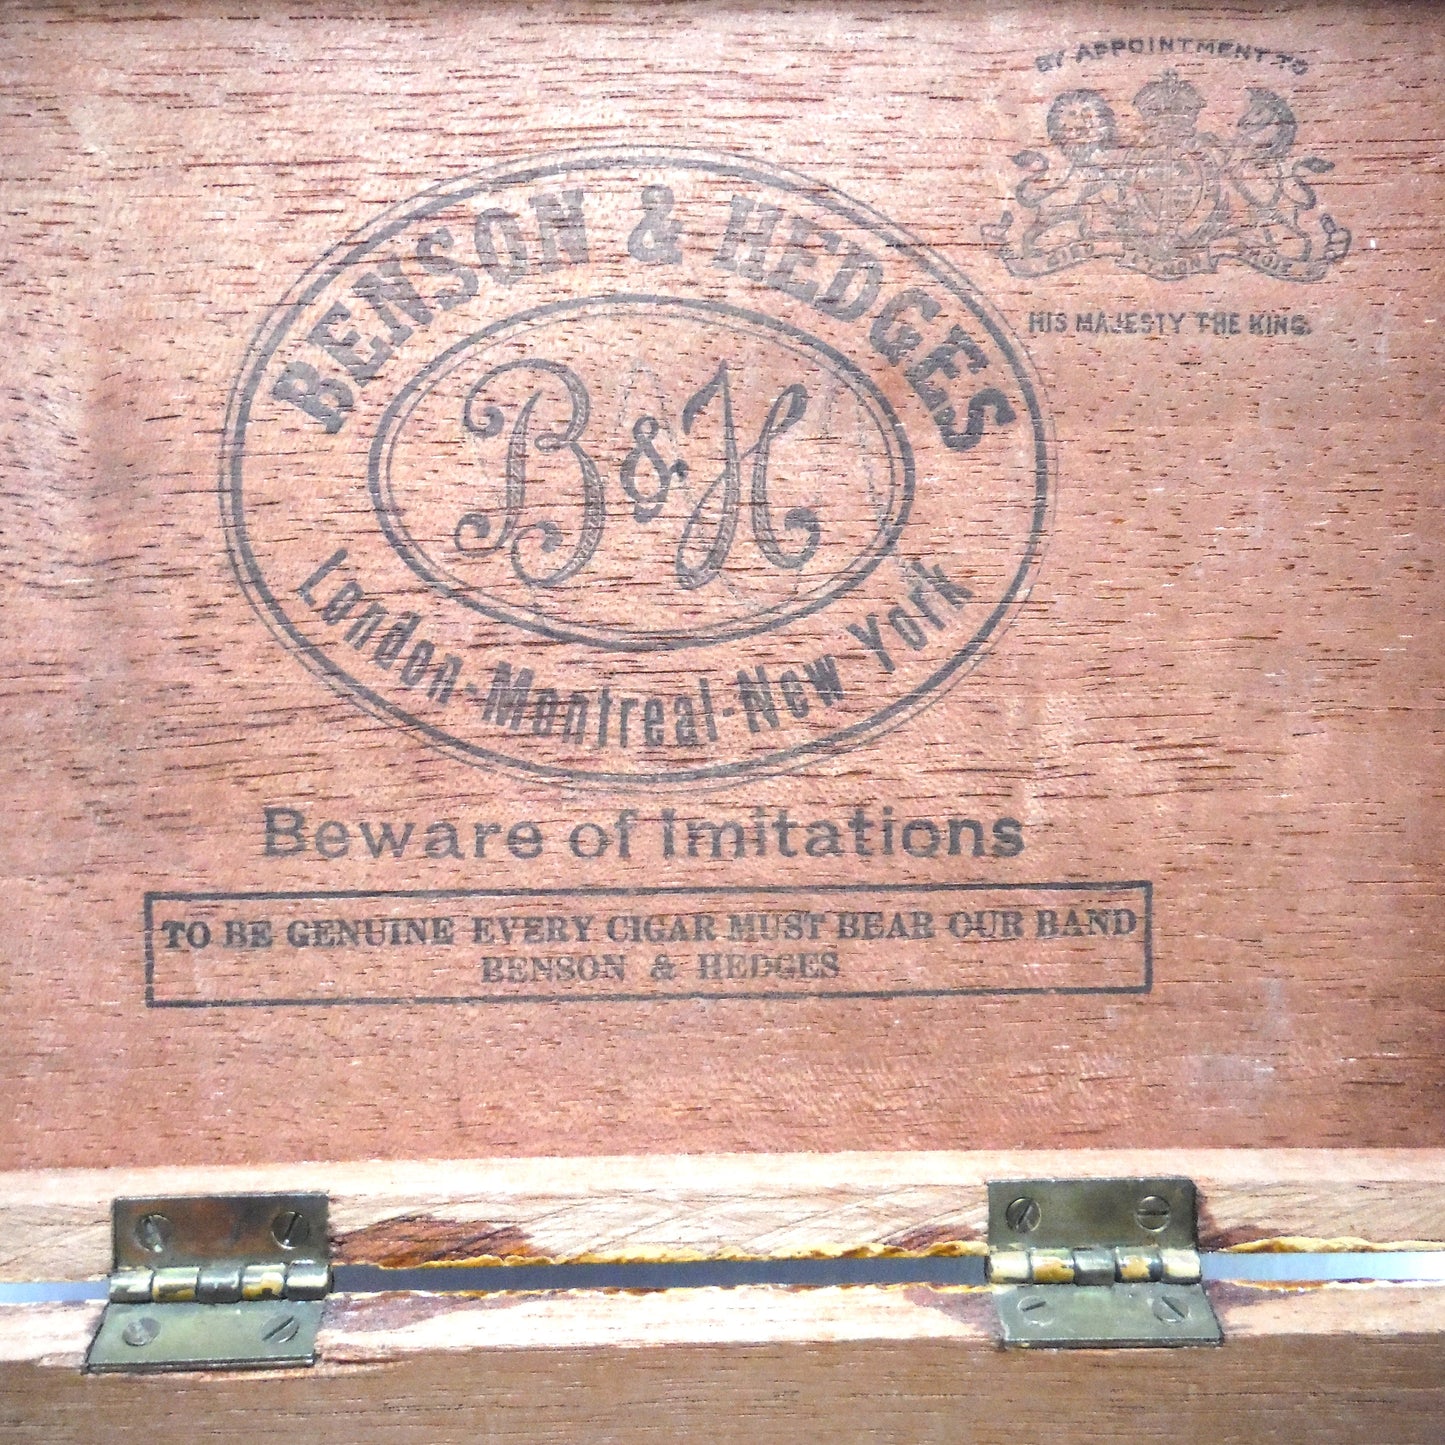 BY APPOINTMENT TO
HIS MAJESTY THE KING.
BENSON & HEDGES
B&H
London-Montreal-New York
Beware of Imitations
TO BE GENUINE EVERY CIGAR MUST BEAR OUR BAND
BENSON & HEDGES